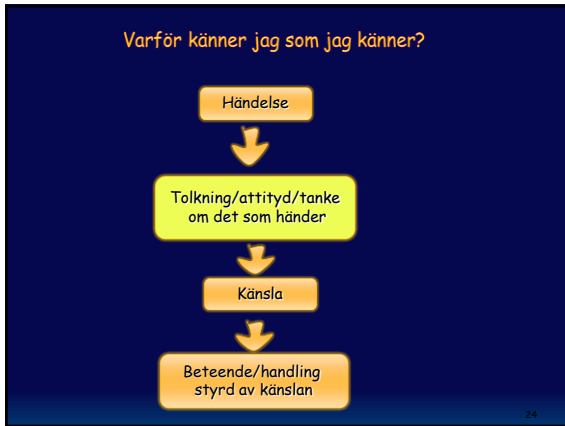 Varför känner jag som jag känner?
Händelse
Tolkning/attityd/tanke
om det som händer
Känsla
Beteende/handling
styrd av känslan
24